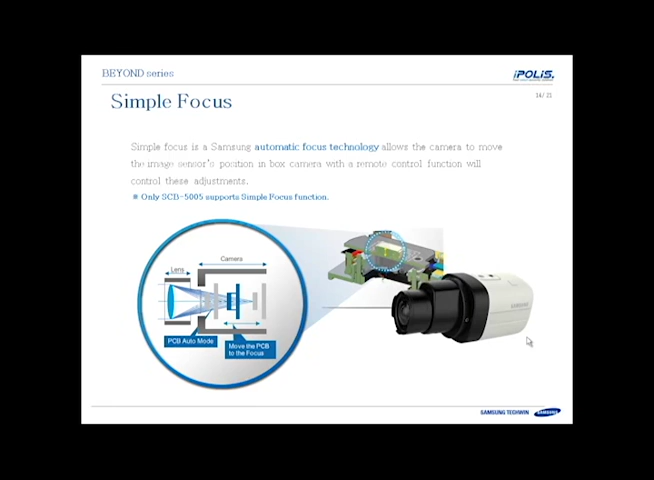 BEYOND series
iPOLiS.
14/ 21
Simple Focus
Simple focus is a Samsung automatic focus technology allows the camera to move
the image sensor's position in box camera with a remote control function will
control these adjustments.
Only SCB-5005 supports Simple Focus function.
Camera
Lens
SAMSUNG
PCB Auto Mode
Move the PCB
to the Focus
SAMSUNG TECHWIN
SAMSUNG